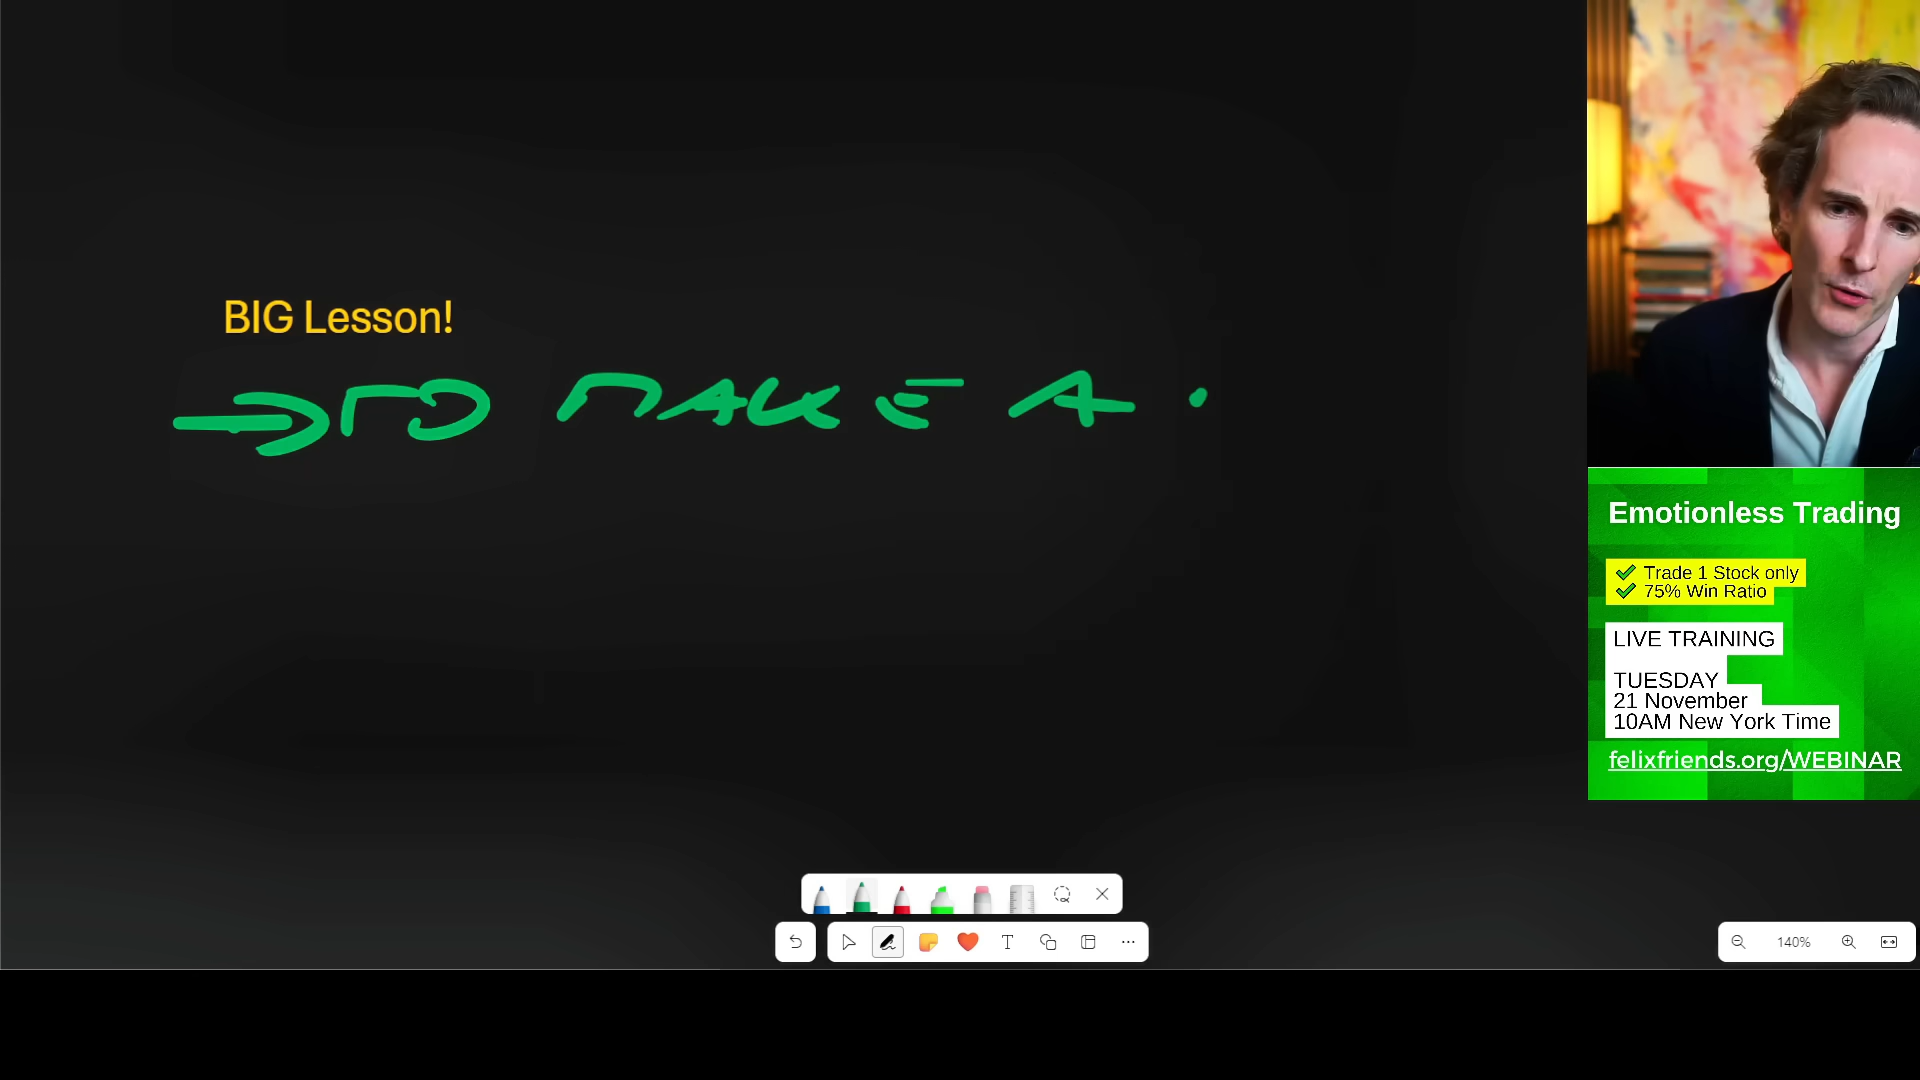 BIG Lesson!
→TO MAKE A
Emotionless Trading
✔ Trade 1 Stock only
✔ 75% Win Ratio
LIVE TRAINING
TUESDAY
21 November
10AM New York Time
felixfriends.org/WEBINAR
140%